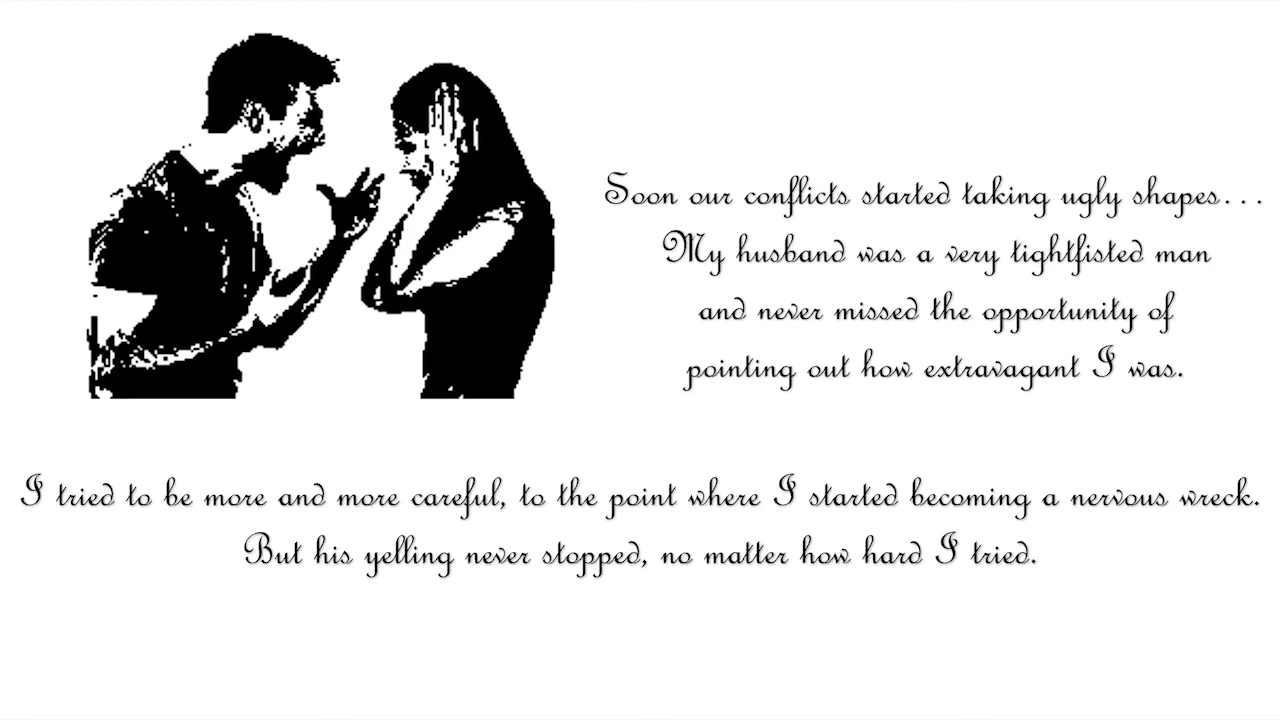 Soon our conflicts started taking ugly shapes...
My husband was a very tightfisted man
and never missed the opportunity of
pointing out how extravagant I was.
I tried to be more and more careful, to the point where I started becoming a nervous wreck.
But his yelling never stopped, no matter how hard I tried.